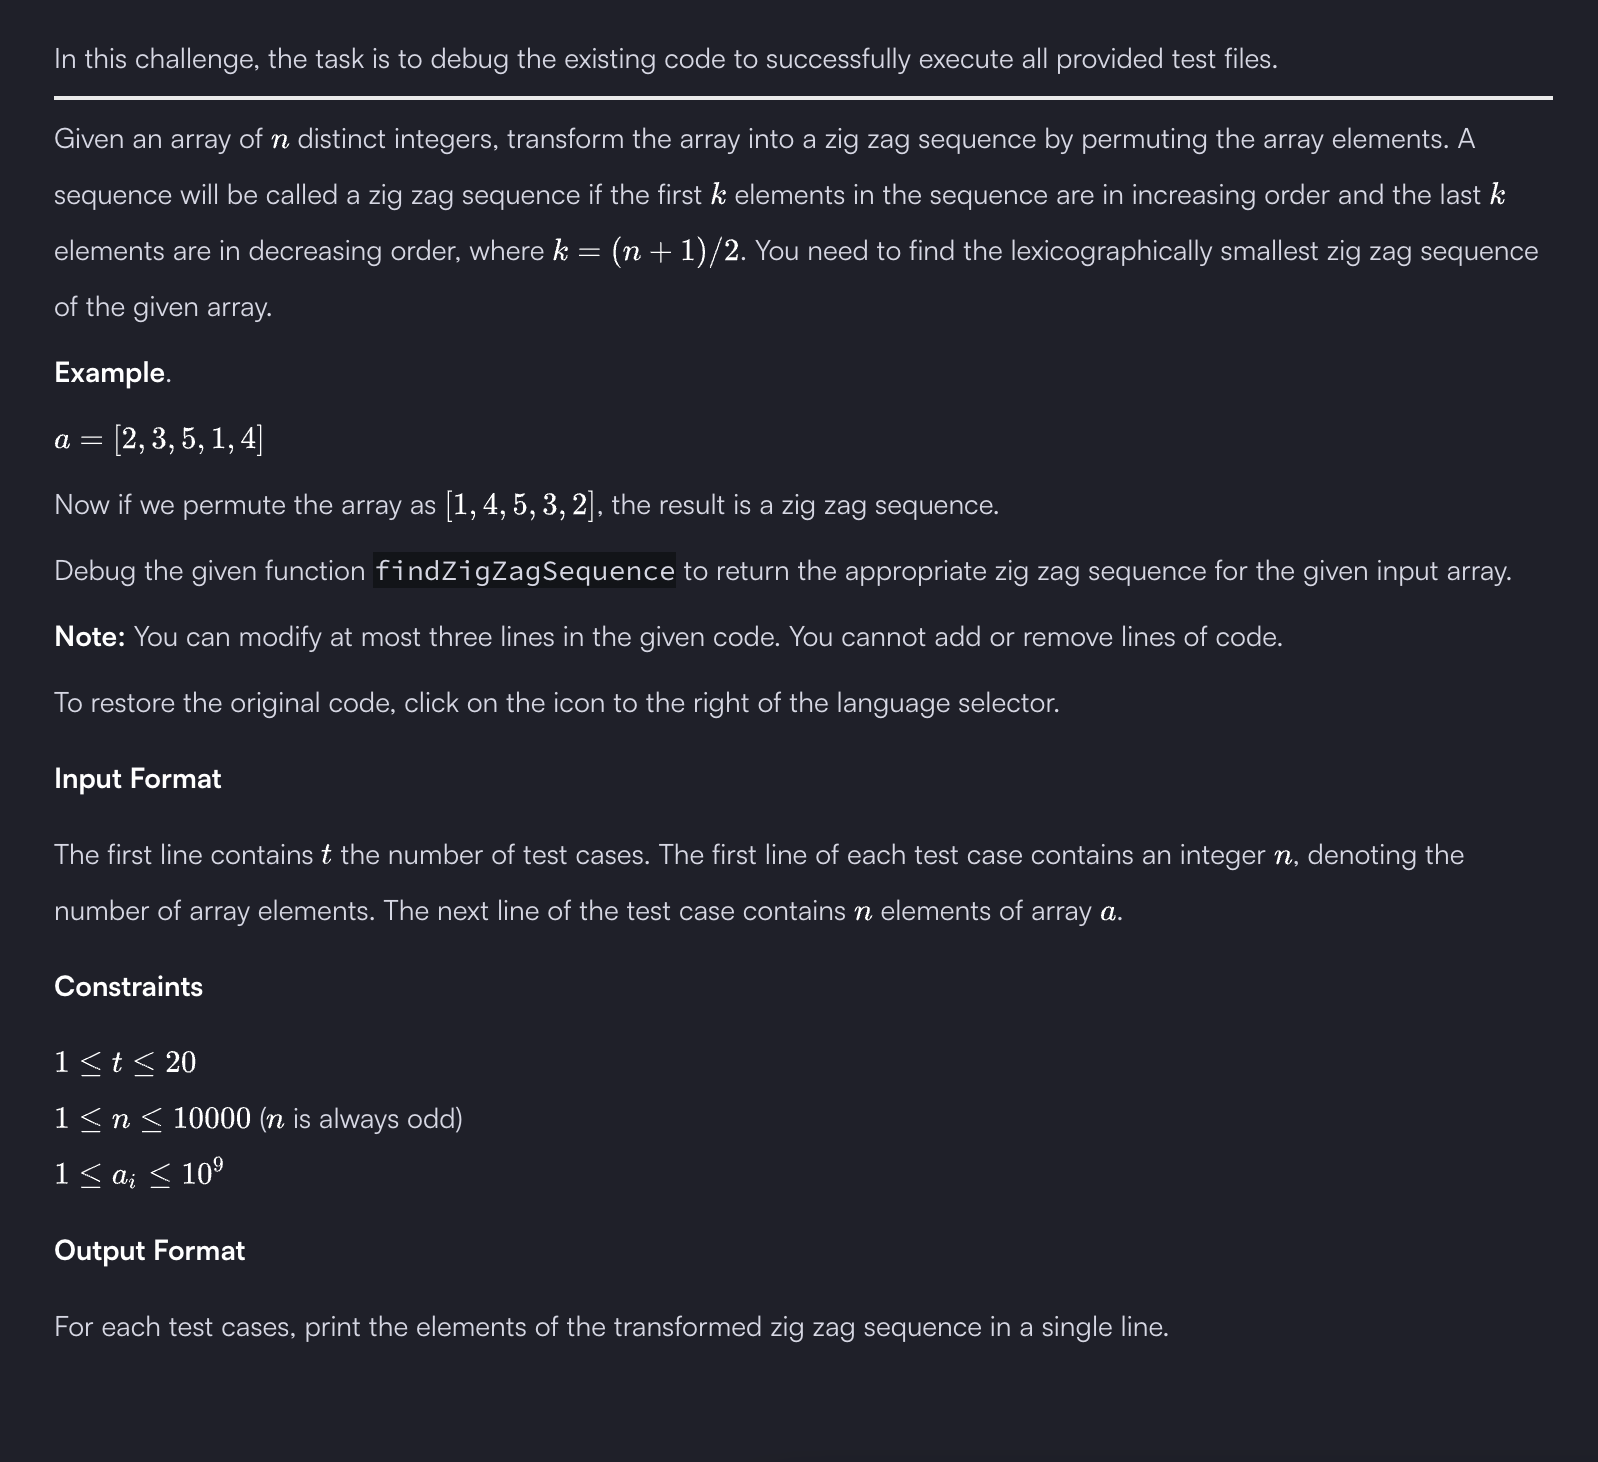 In this challenge, the task is to debug the existing code to successfully execute all provided test files.
Given an array of n distinct integers, transform the array into a zig zag sequence by permuting the array elements. A
sequence will be called a zig zag sequence if the first k elements in the sequence are in increasing order and the last k
elements are in decreasing order, where k = (n + 1)/2. You need to find the lexicographically smallest zig zag sequence
of the given array.
Example.
a = [2, 3, 5, 1, 4]
Now if we permute the array as [1, 4, 5, 3, 2], the result is a zig zag sequence.
Debug the given function findZigZagSequence to return the appropriate zig zag sequence for the given input array.
Note: You can modify at most three lines in the given code. You cannot add or remove lines of code.
To restore the original code, click on the icon to the right of the language selector.
Input Format
The first line contains t the number of test cases. The first line of each test case contains an integer n, denoting the
number of array elements. The next line of the test case contains n elements of array a.
Constraints
1 ≤ t ≤ 20
1 ≤ n ≤ 10000 (n is always odd)
1 ≤ aᵢ ≤ 10⁹
Output Format
For each test cases, print the elements of the transformed zig zag sequence in a single line.